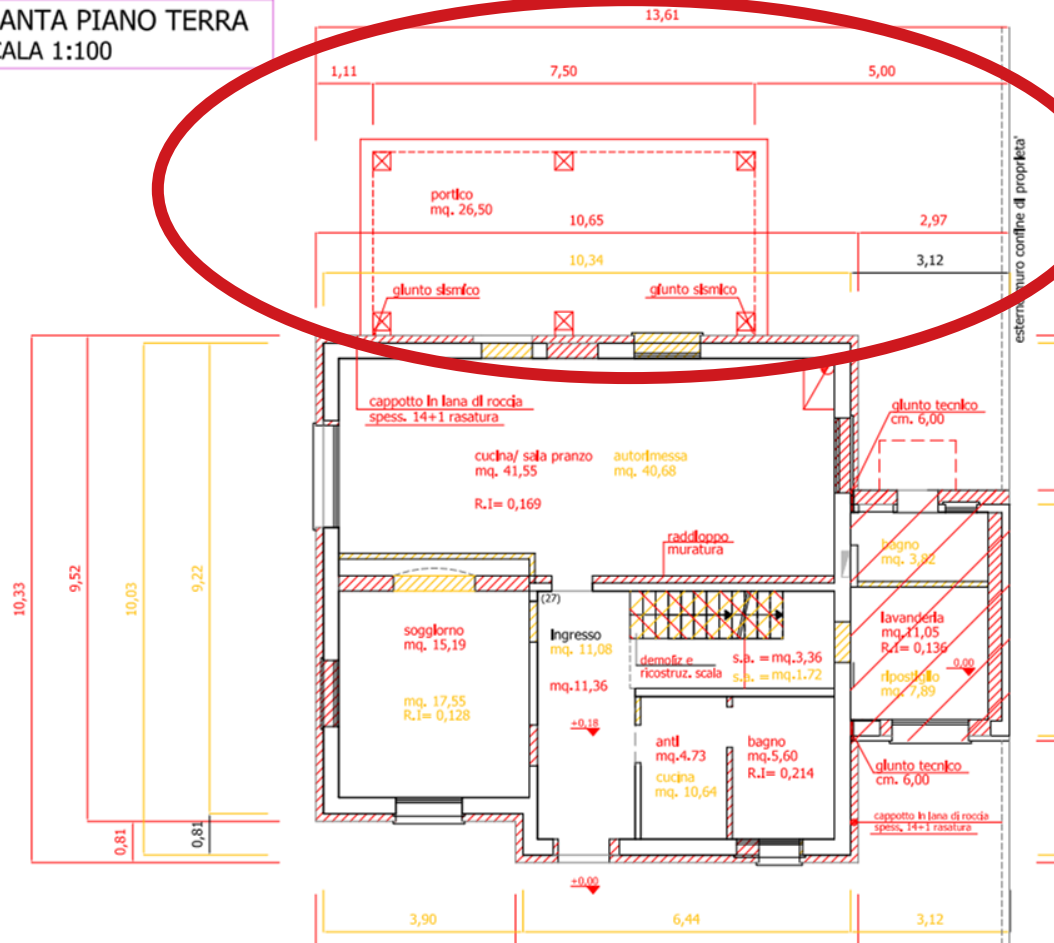 ANTA PIANO TERRA
CALA 1:100
13,61
1,11
7,50
5,00
portico
mq. 26,50
10,65
2,97
10,34
3,12
esterno muro confine di proprieta'
giunto sismico
giunto sismico
cappotto in lana di roccia
spess. 14+1 rasatura
giunto tecnico
cm. 6,00
cucina/ sala pranzo
mq. 41,55
R.I= 0,169
autorimessa
mq. 40,68
raddoppo
muratura
10,33
9,52
10,03
9,22
bagno
mq. 3,82
(27)
soggiorno
mq. 15,19
mq. 17,55
R.I= 0,128
ingresso
mq. 11,08
mq.11,36
+0,18
demoliz e
ricostruz. scala
s.a. = mq.3,36
s.a. = mq.1.72
lavanderia
mq.11,05
R.I= 0,136
0,00
ripostiglio
mq. 7,89
anti
mq.4.73
cucina
mq. 10,64
bagno
mq.5,60
R.I= 0,214
giunto tecnico
cm. 6,00
cappotto in lana di roccia
spess. 14+1 rasatura
0,81
0,81
+0,00
3,90
6,44
3,12